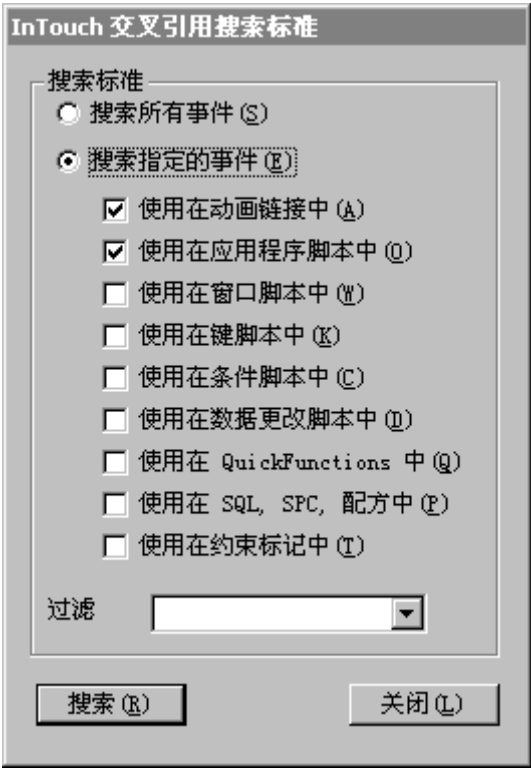 InTouch 交叉引用搜索标准
搜索标准
搜索所有事件(S)
搜索指定的事件(E)
使用在动画链接中(A)
使用在应用程序脚本中(O)
使用在窗口脚本中(W)
使用在键脚本中(K)
使用在条件脚本中(C)
使用在数据更改脚本中(D)
使用在 QuickFunctions 中(Q)
使用在 SQL, SPC, 配方中(P)
使用在约束标记中(T)
过滤
搜索(R) 关闭(L)